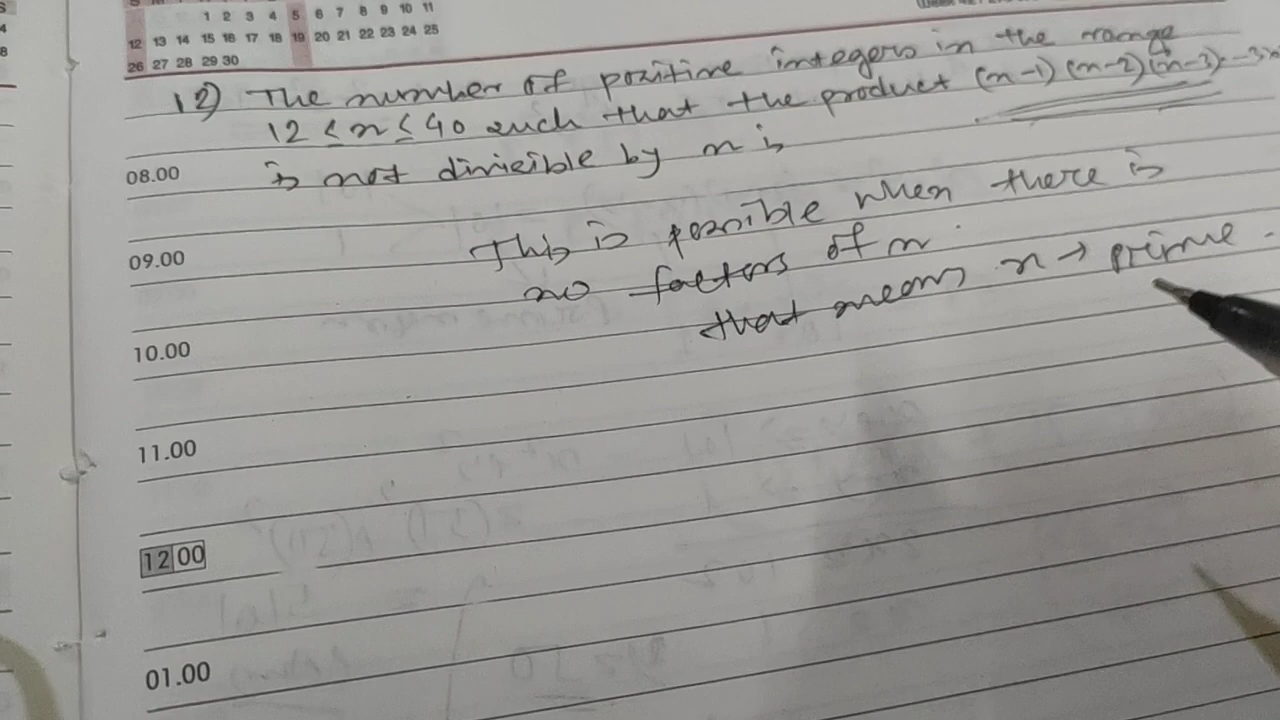 1 2 3 4 5 6 7 8 9 10 11
12 13 14 15 16 17 18 19 20 21 22 23 24 25
26 27 28 29 30
12) The number of positive integers in the range
12 ≤ n ≤ 40 such that the product (n-1) (n-2) (n-3)...3x
08.00 is not divisible by n is
This is possible when there is
09.00 no factors of n.
that means n → prime.
10.00
11.00
12 00
01.00